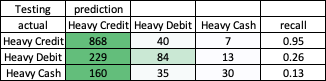 Testing prediction
actual Heavy Credit Heavy Debit Heavy Cash recall
Heavy Credit 868 40 7 0.95
Heavy Debit 229 84 13 0.26
Heavy Cash 160 35 30 0.13